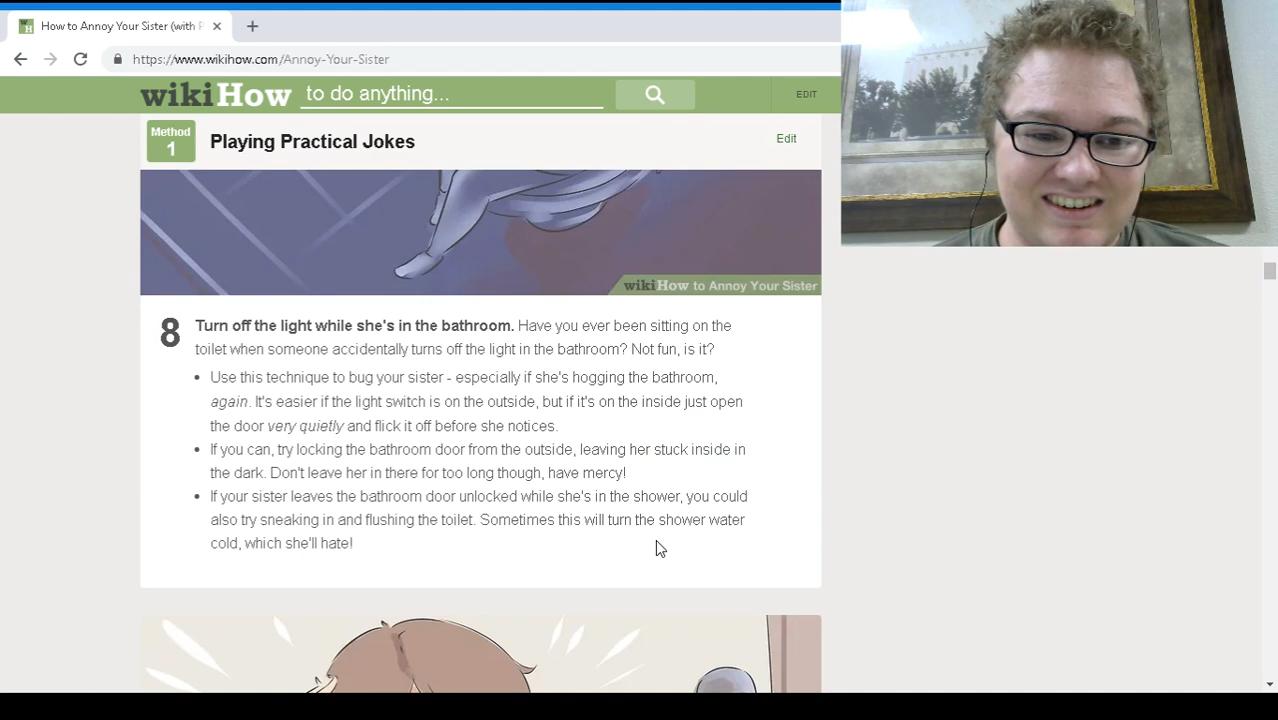 How to Annoy Your Sister (with P
https://www.wikihow.com/Annoy-Your-Sister
wikiHow to do anything... EDIT
Method
1
Playing Practical Jokes
Edit
wikiHow to Annoy Your Sister
8
Turn off the light while she's in the bathroom. Have you ever been sitting on the
toilet when someone accidentally turns off the light in the bathroom? Not fun, is it?
• Use this technique to bug your sister - especially if she's hogging the bathroom,
again. It's easier if the light switch is on the outside, but if it's on the inside just open
the door very quietly and flick it off before she notices.
• If you can, try locking the bathroom door from the outside, leaving her stuck inside in
the dark. Don't leave her in there for too long though, have mercy!
• If your sister leaves the bathroom door unlocked while she's in the shower, you could
also try sneaking in and flushing the toilet. Sometimes this will turn the shower water
cold, which she'll hate!